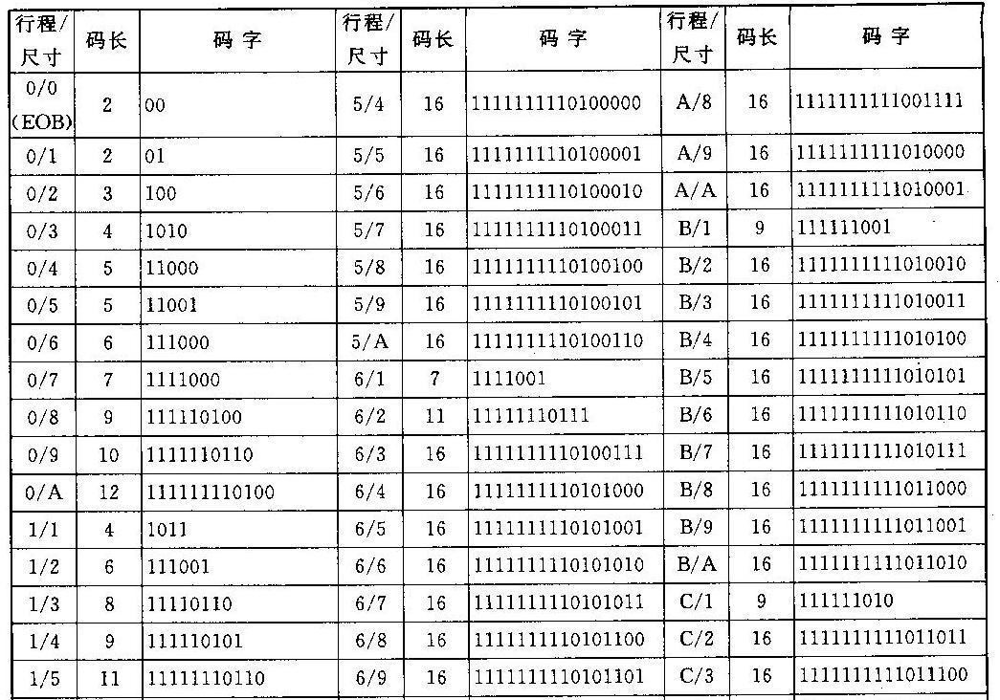 行程/尺寸 码长 码字 行程/尺寸 码长 码字 行程/尺寸 码长 码字
0/0 (EOB) 2 00 5/4 16 1111111110100000 A/8 16 1111111111001111
0/1 2 01 5/5 16 1111111110100001 A/9 16 1111111111010000
0/2 3 100 5/6 16 1111111110100010 A/A 16 1111111111010001
0/3 4 1010 5/7 16 1111111110100011 B/1 9 111111001
0/4 5 11000 5/8 16 1111111110100100 B/2 16 1111111111010010
0/5 5 11001 5/9 16 1111111110100101 B/3 16 1111111111010011
0/6 6 111000 5/A 16 1111111110100110 B/4 16 1111111111010100
0/7 7 1111000 6/1 7 1111001 B/5 16 1111111111010101
0/8 9 111110100 6/2 11 11111110111 B/6 16 1111111111010110
0/9 10 1111110110 6/3 16 1111111110100111 B/7 16 1111111111010111
0/A 12 111111110100 6/4 16 1111111110101000 B/8 16 1111111111011000
1/1 4 1011 6/5 16 1111111110101001 B/9 16 1111111111011001
1/2 6 111001 6/6 16 1111111110101010 B/A 16 1111111111011010
1/3 8 11110110 6/7 16 1111111110101011 C/1 9 111111010
1/4 9 111110101 6/8 16 1111111110101100 C/2 16 1111111111011011
1/5 11 11111110110 6/9 16 1111111110101101 C/3 16 1111111111011100